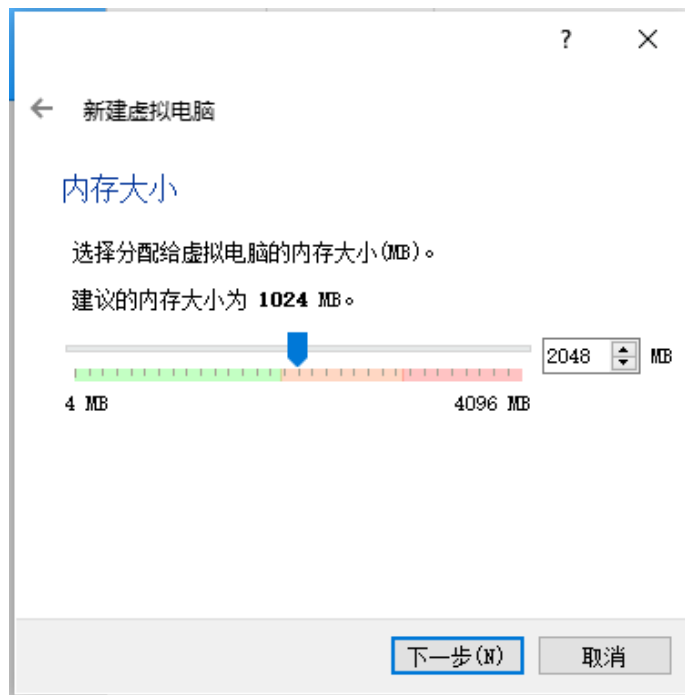 ?
新建虚拟电脑
内存大小
选择分配给虚拟电脑的内存大小(MB)。
建议的内存大小为 1024 MB。
2048 MB
4 MB 4096 MB
下一步(N) 取消